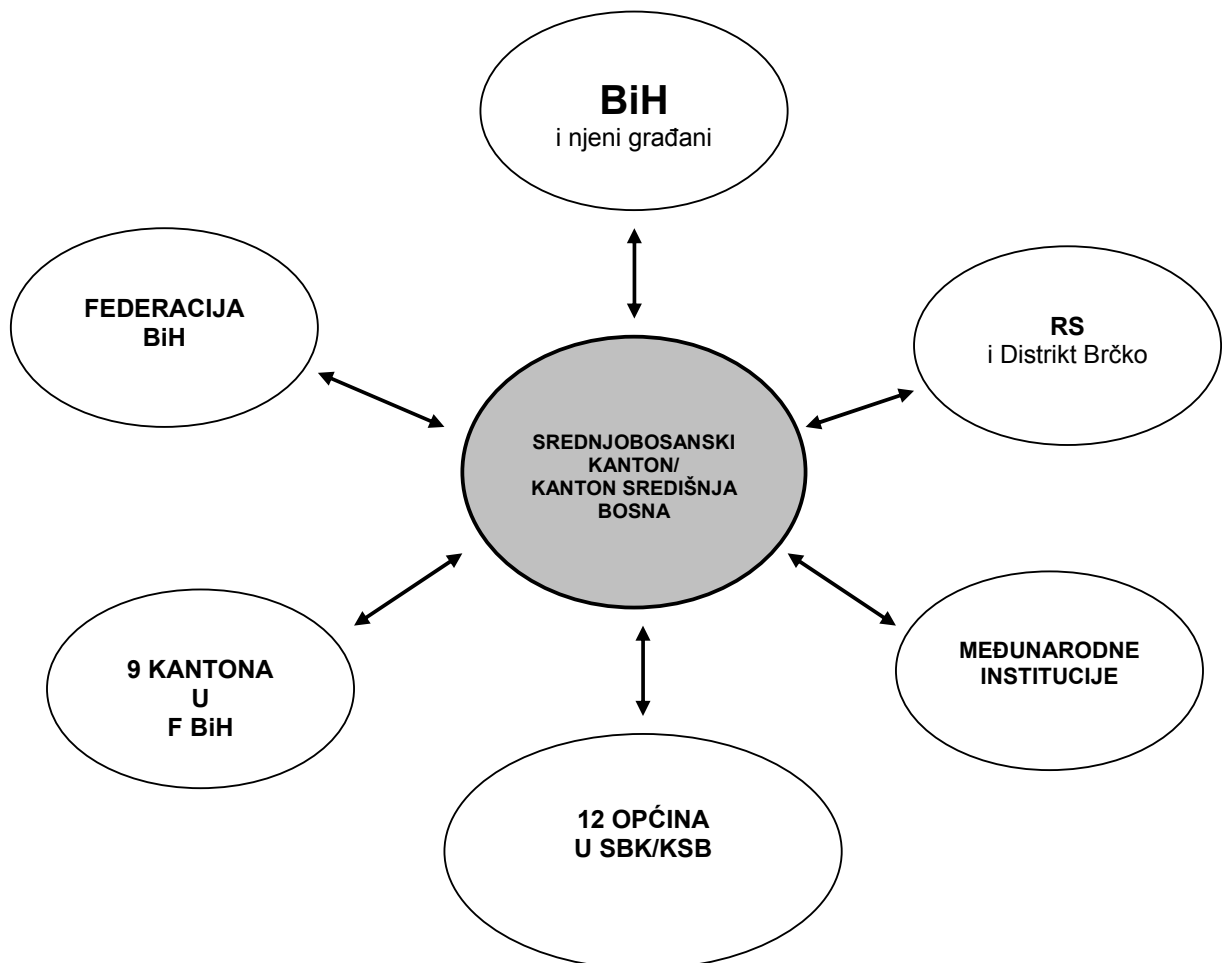 BiH
i njeni građani
FEDERACIJA
BiH
RS
i Distrikt Brčko
SREDNJOBOSANSKI
KANTON/
KANTON SREDIŠNJA
BOSNA
9 KANTONA
U
F BiH
MEĐUNARODNE
INSTITUCIJE
12 OPĆINA
U SBK/KSB